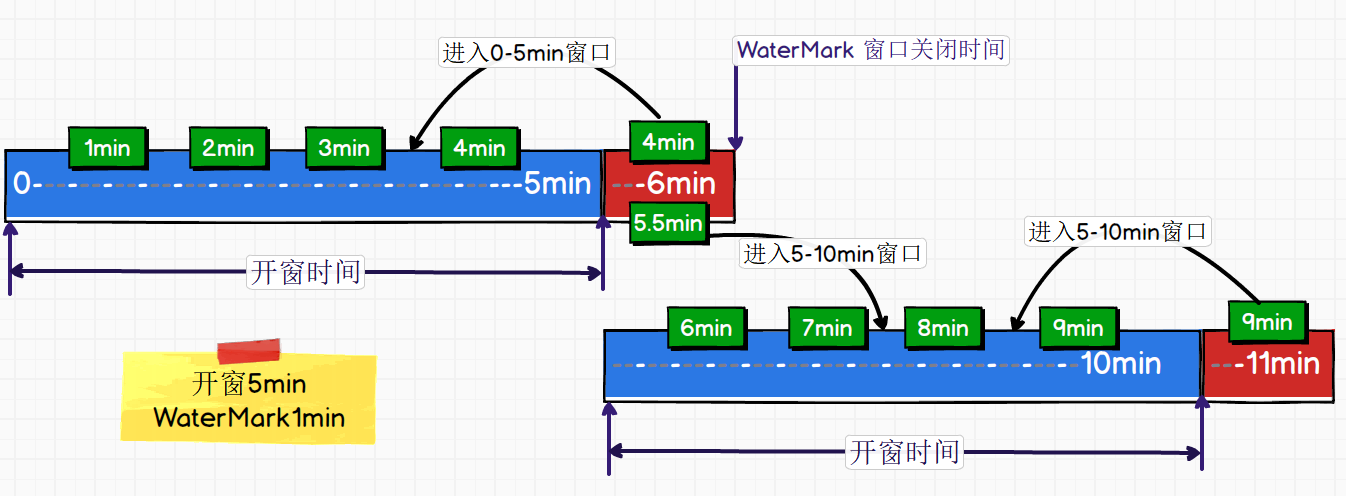 进入0-5min窗口
WaterMark 窗口关闭时间
1min
2min
3min
4min
4min
0
5min
6min
5.5min
进入5-10min窗口
进入5-10min窗口
开窗时间
6min
7min
8min
9min
9min
10min
11min
开窗5min
WaterMark1min
开窗时间